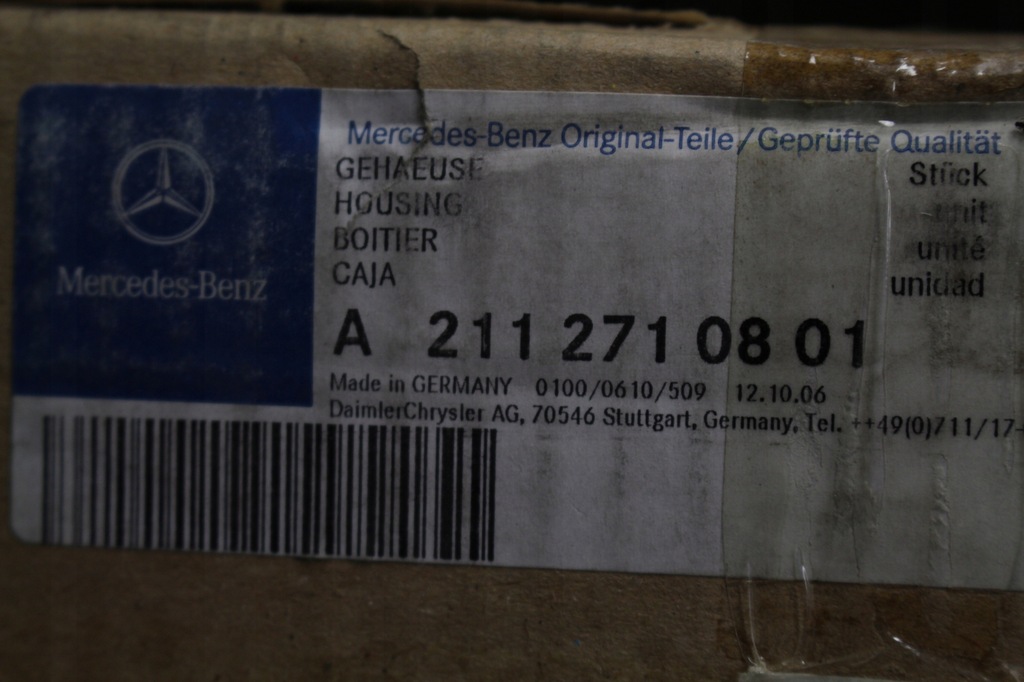 Mercedes-Benz
Mercedes-Benz Original-Teile/Geprüfte Qualität
GEHAEUSE
HOUSING
BOITIER
CAJA
Stück
unit
unité
unidad
A 211 271 08 01
Made in GERMANY 0100/0610/509 12.10.06
DaimlerChrysler AG, 70546 Stuttgart, Germany, Tel. ++49(0)711/17-